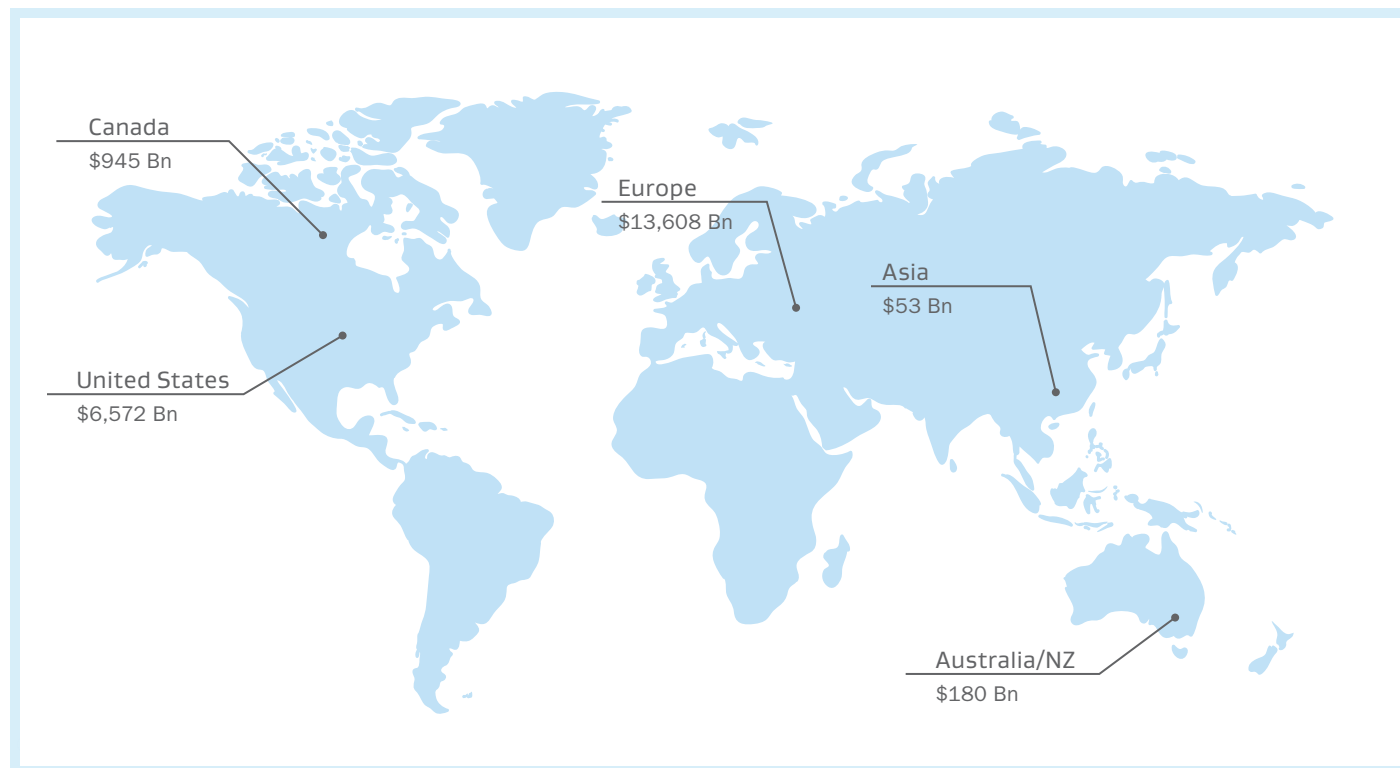 Canada
$945 Bn
Europe
$13,608 Bn
Asia
$53 Bn
United States
$6,572 Bn
Australia/NZ
$180 Bn